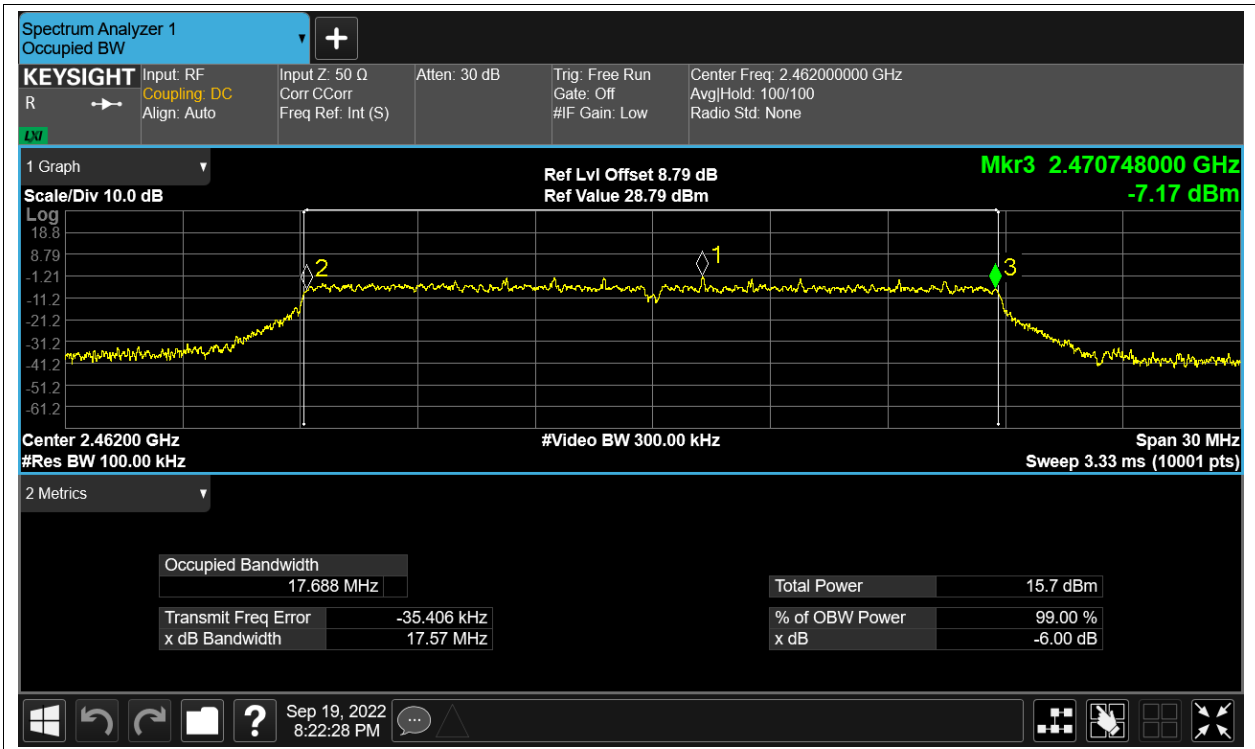 Spectrum Analyzer 1
Occupied BW
KEYSIGHT
R
LXI
Input: RF
Coupling: DC
Align: Auto
Input Z: 50 Ω
Corr CCorr
Freq Ref: Int (S)
Atten: 30 dB
Trig: Free Run
Gate: Off
#IF Gain: Low
Center Freq: 2.462000000 GHz
Avg|Hold: 100/100
Radio Std: None
1 Graph
Scale/Div 10.0 dB
Ref Lvl Offset 8.79 dB
Ref Value 28.79 dBm
Mkr3 2.470748000 GHz
-7.17 dBm
Log
18.8
8.79
-1.21
-11.2
-21.2
-31.2
-41.2
-51.2
-61.2
2
1
3
Center 2.46200 GHz
#Res BW 100.00 kHz
#Video BW 300.00 kHz
Span 30 MHz
Sweep 3.33 ms (10001 pts)
2 Metrics
Occupied Bandwidth
17.688 MHz
Transmit Freq Error -35.406 kHz
x dB Bandwidth 17.57 MHz
Total Power 15.7 dBm
% of OBW Power 99.00 %
x dB -6.00 dB
?
Sep 19, 2022
8:22:28 PM